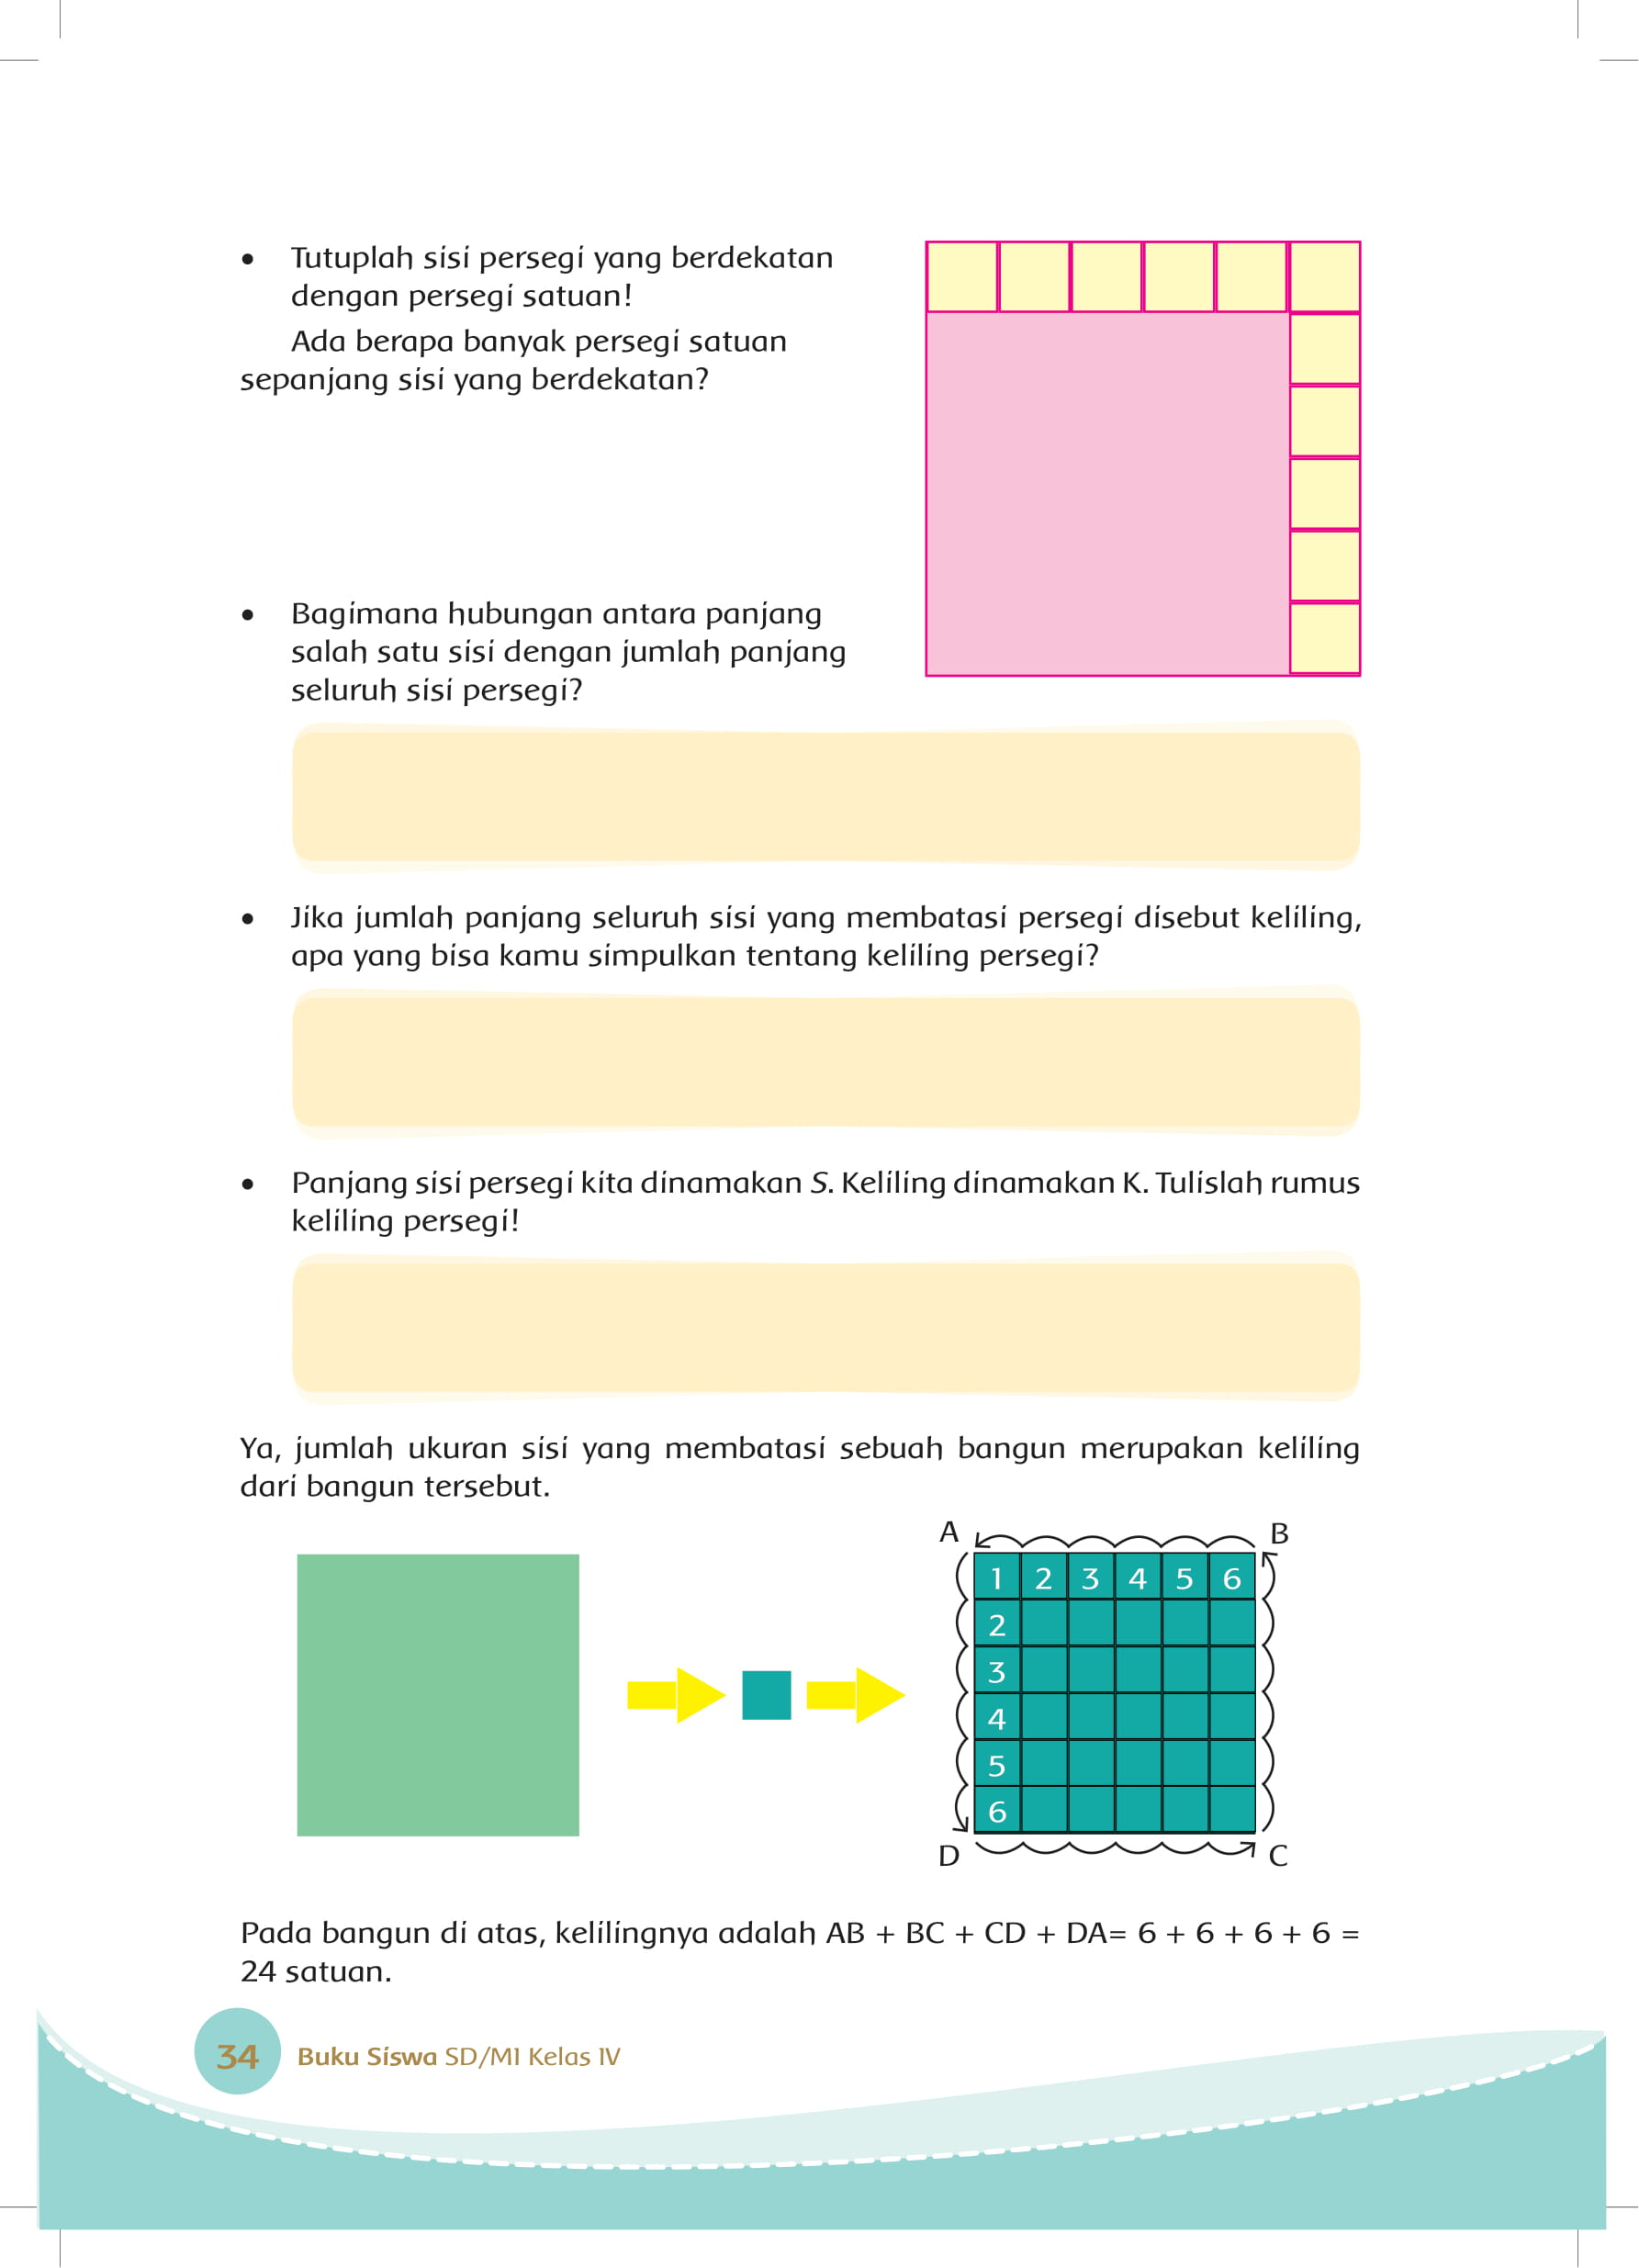 • Tutuplah sisi persegi yang berdekatan
dengan persegi satuan!
Ada berapa banyak persegi satuan
sepanjang sisi yang berdekatan?
• Bagimana hubungan antara panjang
salah satu sisi dengan jumlah panjang
seluruh sisi persegi?
• Jika jumlah panjang seluruh sisi yang membatasi persegi disebut keliling,
apa yang bisa kamu simpulkan tentang keliling persegi?
• Panjang sisi persegi kita dinamakan S. Keliling dinamakan K. Tulislah rumus
keliling persegi!
Ya, jumlah ukuran sisi yang membatasi sebuah bangun merupakan keliling
dari bangun tersebut.
A B
1 2 3 4 5 6
2
3
4
5
6
D C
Pada bangun di atas, kelilingnya adalah AB + BC + CD + DA= 6 + 6 + 6 + 6 =
24 satuan.
34 Buku Siswa SD/MI Kelas IV